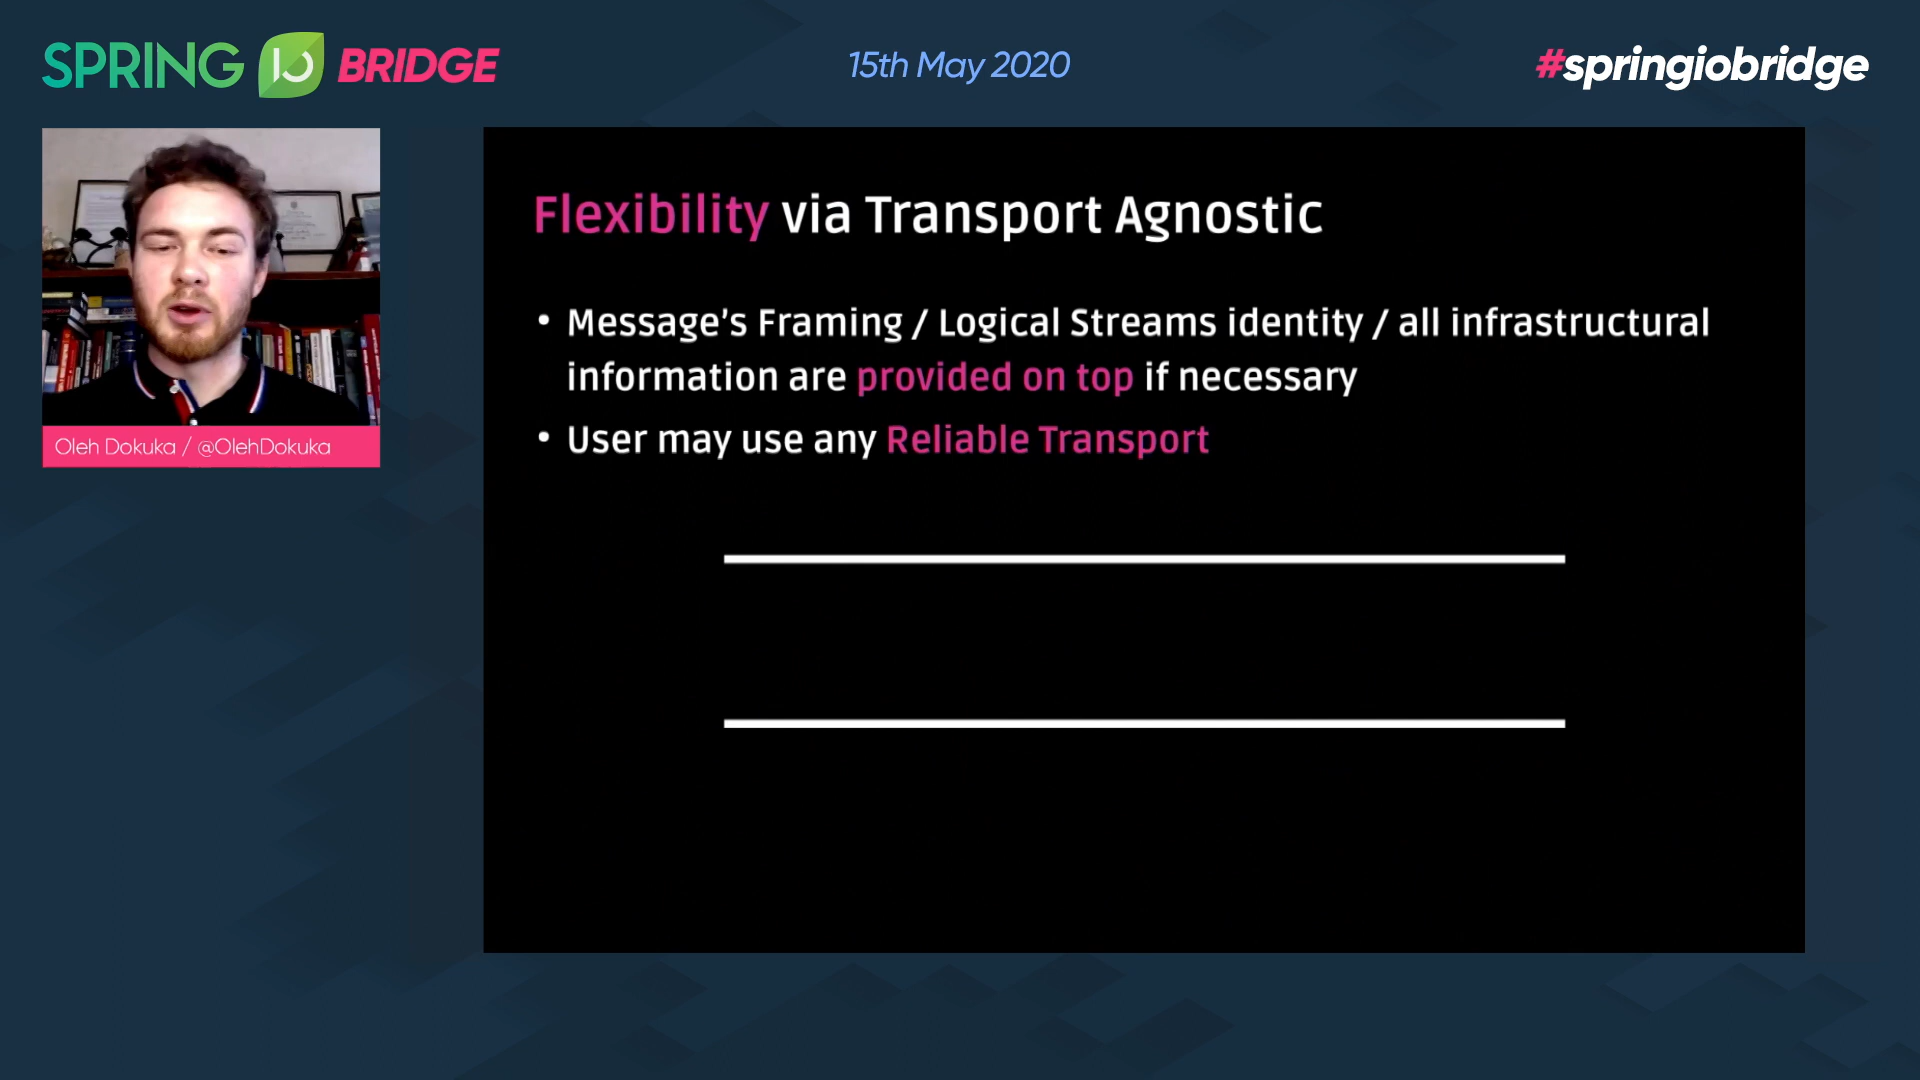 SPRING IO BRIDGE
15th May 2020
#springiobridge
Oleh Dokuka / @OlehDokuka
Flexibility via Transport Agnostic
• Message’s Framing / Logical Streams identity / all infrastructural
information are provided on top if necessary
• User may use any Reliable Transport